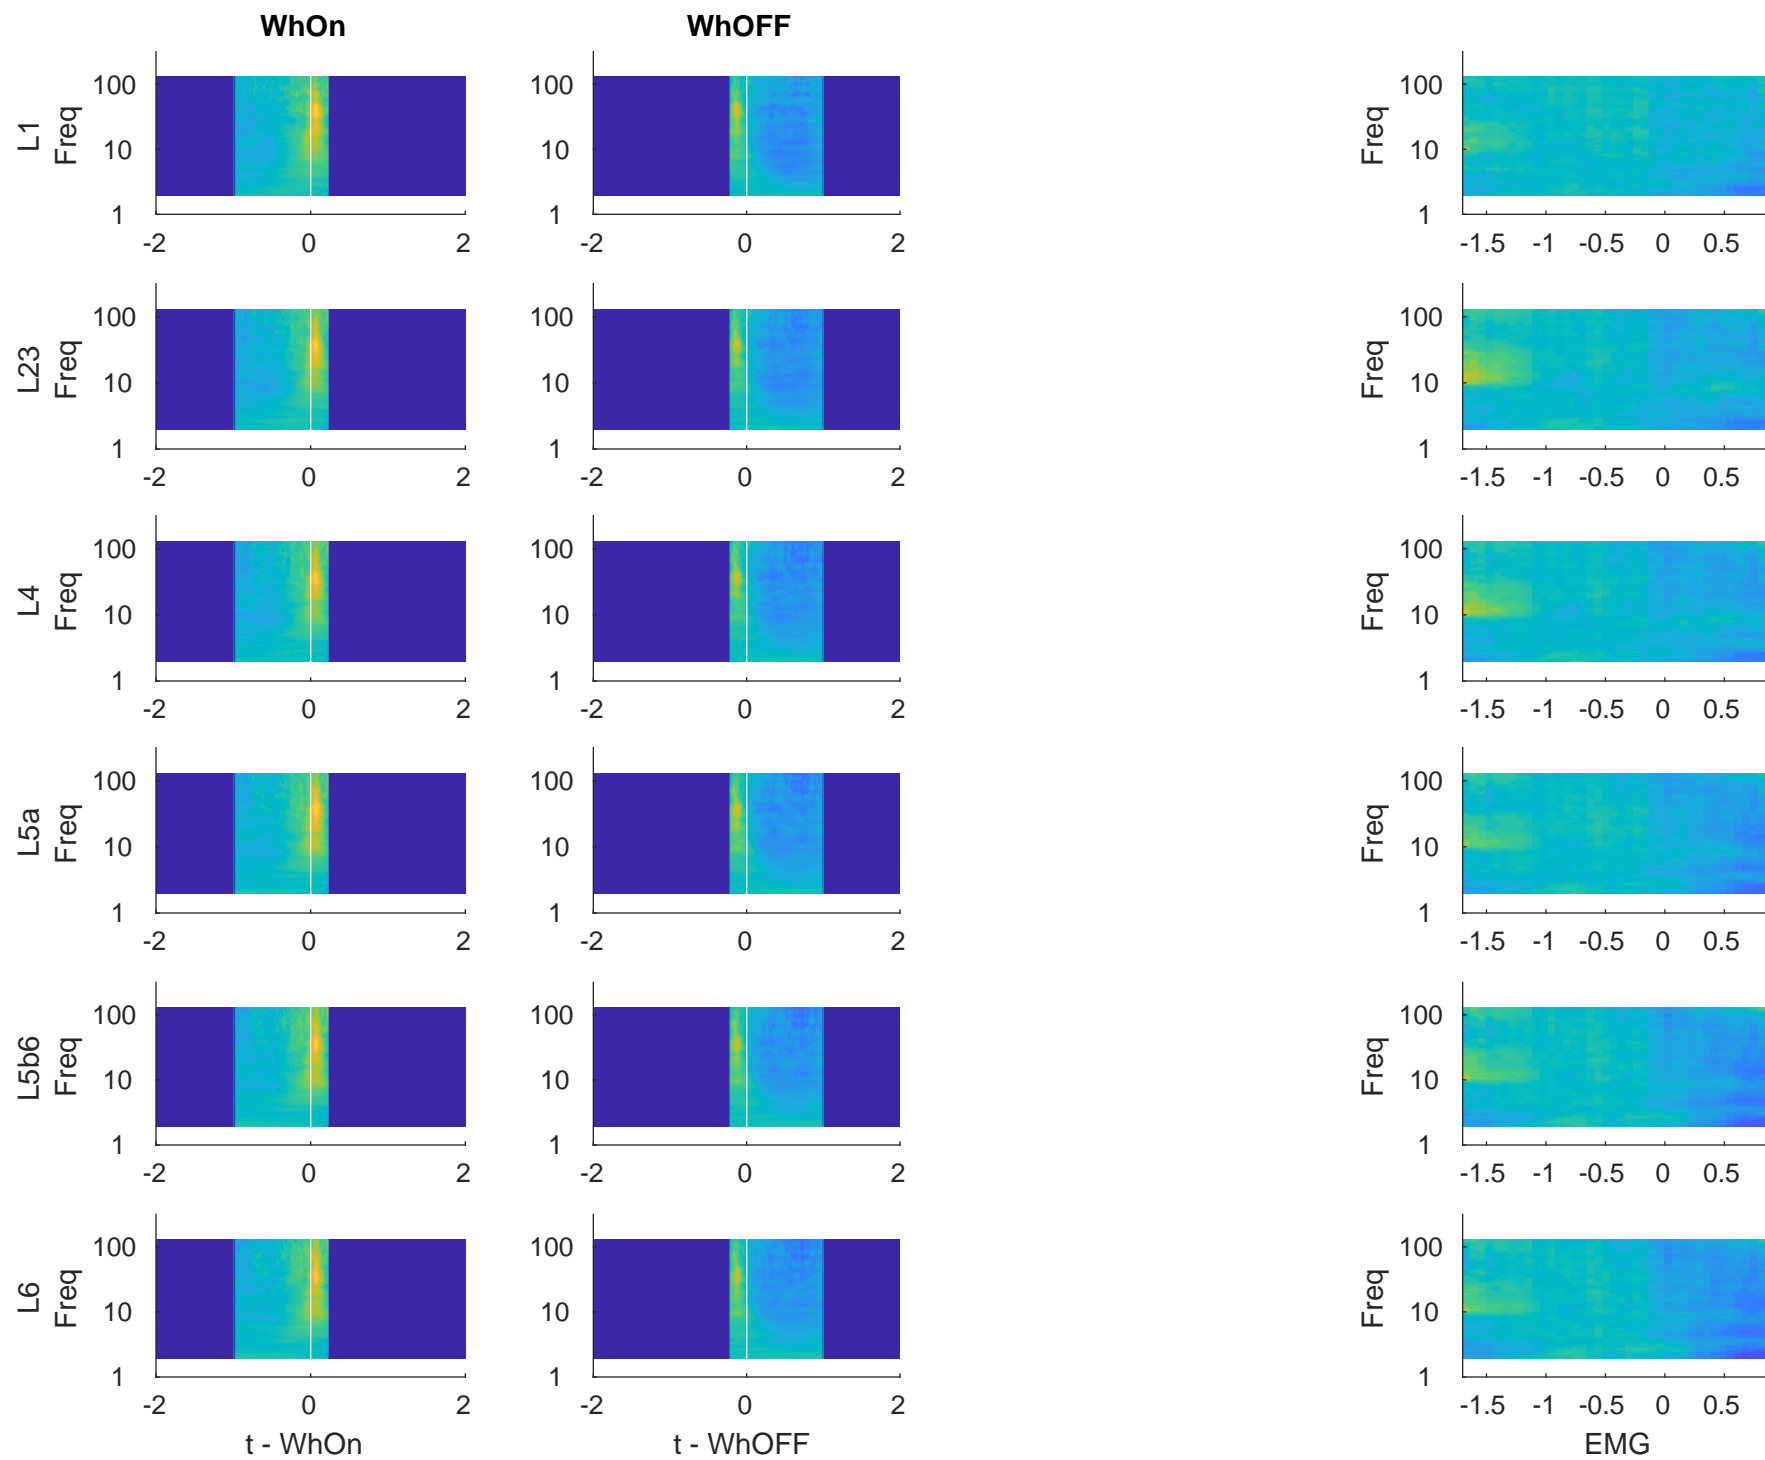 WhOn WhOFF
L1 Freq 100 10 1 100 10 1 Freq 100 10 1
-2 0 2 -2 0 2 -1.5 -1 -0.5 0 0.5
L23 Freq 100 10 1 100 10 1 Freq 100 10 1
-2 0 2 -2 0 2 -1.5 -1 -0.5 0 0.5
L4 Freq 100 10 1 100 10 1 Freq 100 10 1
-2 0 2 -2 0 2 -1.5 -1 -0.5 0 0.5
L5a Freq 100 10 1 100 10 1 Freq 100 10 1
-2 0 2 -2 0 2 -1.5 -1 -0.5 0 0.5
L5b6 Freq 100 10 1 100 10 1 Freq 100 10 1
-2 0 2 -2 0 2 -1.5 -1 -0.5 0 0.5
L6 Freq 100 10 1 100 10 1 Freq 100 10 1
-2 0 2 -2 0 2 -1.5 -1 -0.5 0 0.5
t - WhOn t - WhOFF EMG